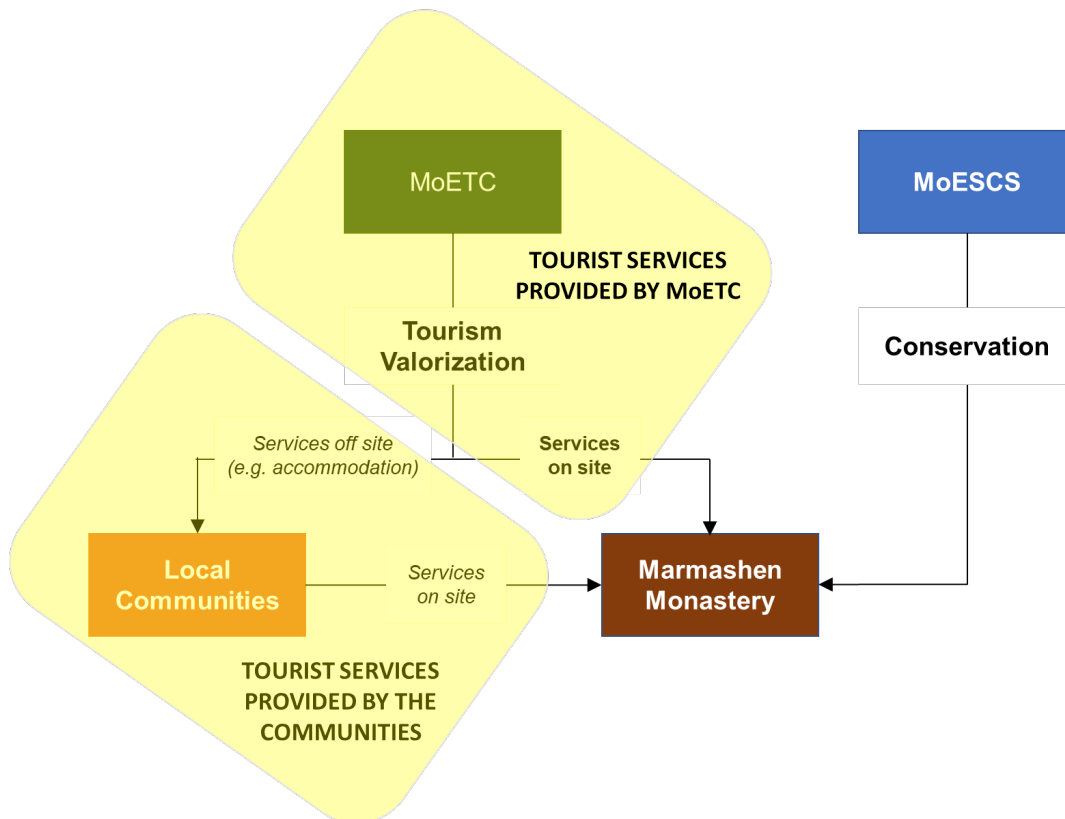 MoETC
MoESCS
TOURIST SERVICES
PROVIDED BY MoETC
Tourism
Valorization
Conservation
Services off site
(e.g. accommodation)
Services
on site
Local
Communities
Services
on site
Marmashen
Monastery
TOURIST SERVICES
PROVIDED BY THE
COMMUNITIES